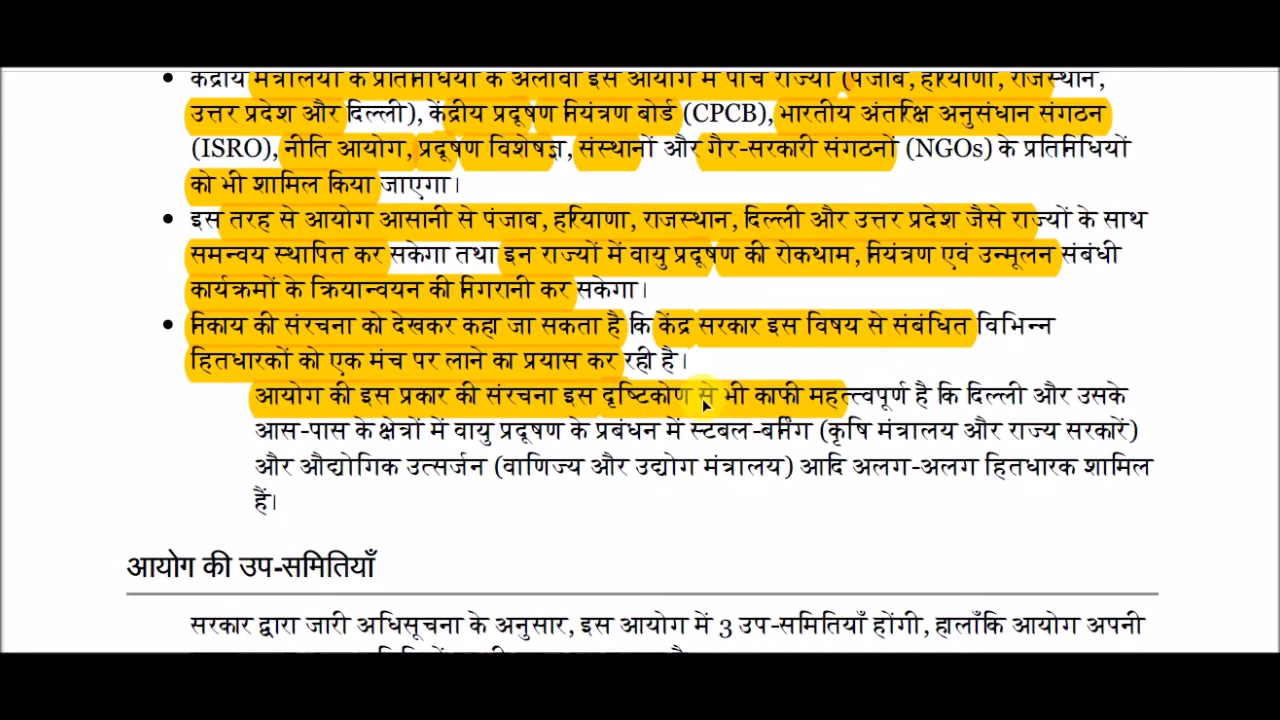 केंद्रीय मंत्रालयों के प्रतिनिधियों के अलावा इस आयोग में पाँच राज्यों (पंजाब, हरियाणा, राजस्थान,
उत्तर प्रदेश और दिल्ली), केंद्रीय प्रदूषण नियंत्रण बोर्ड (CPCB), भारतीय अंतरिक्ष अनुसंधान संगठन
(ISRO), नीति आयोग, प्रदूषण विशेषज्ञ, संस्थानों और गैर-सरकारी संगठनों (NGOs) के प्रतिनिधियों
को भी शामिल किया जाएगा।
इस तरह से आयोग आसानी से पंजाब, हरियाणा, राजस्थान, दिल्ली और उत्तर प्रदेश जैसे राज्यों के साथ
समन्वय स्थापित कर सकेगा तथा इन राज्यों में वायु प्रदूषण की रोकथाम, नियंत्रण एवं उन्मूलन संबंधी
कार्यक्रमों के क्रियान्वयन की निगरानी कर सकेगा।
निकाय की संरचना को देखकर कहा जा सकता है कि केंद्र सरकार इस विषय से संबंधित विभिन्न
हितधारकों को एक मंच पर लाने का प्रयास कर रही है।
आयोग की इस प्रकार की संरचना इस दृष्टिकोण से भी काफी महत्त्वपूर्ण है कि दिल्ली और उसके
आस-पास के क्षेत्रों में वायु प्रदूषण के प्रबंधन में स्टबल-बर्निंग (कृषि मंत्रालय और राज्य सरकारें)
और औद्योगिक उत्सर्जन (वाणिज्य और उद्योग मंत्रालय) आदि अलग-अलग हितधारक शामिल
हैं।
आयोग की उप-समितियाँ
सरकार द्वारा जारी अधिसूचना के अनुसार, इस आयोग में 3 उप-समितियाँ होंगी, हालाँकि आयोग अपनी